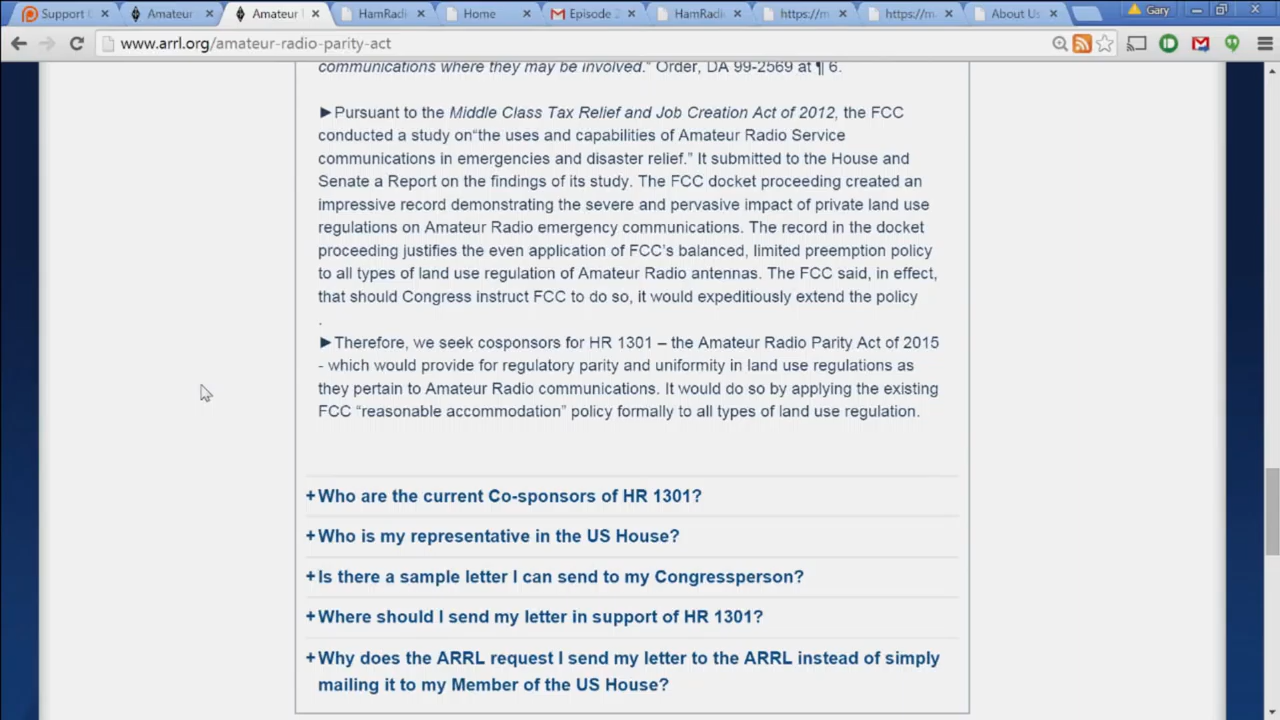 Support
Amateur
Amateur
HamRadi
Home
Episode 2
HamRadi
https://m
https://m
About Us
Gary
www.arrl.org/amateur-radio-parity-act
communications where they may be involved." Order, DA 99-2569 at ¶ 6.
►Pursuant to the Middle Class Tax Relief and Job Creation Act of 2012, the FCC
conducted a study on“the uses and capabilities of Amateur Radio Service
communications in emergencies and disaster relief.” It submitted to the House and
Senate a Report on the findings of its study. The FCC docket proceeding created an
impressive record demonstrating the severe and pervasive impact of private land use
regulations on Amateur Radio emergency communications. The record in the docket
proceeding justifies the even application of FCC’s balanced, limited preemption policy
to all types of land use regulation of Amateur Radio antennas. The FCC said, in effect,
that should Congress instruct FCC to do so, it would expeditiously extend the policy
.
►Therefore, we seek cosponsors for HR 1301 – the Amateur Radio Parity Act of 2015
- which would provide for regulatory parity and uniformity in land use regulations as
they pertain to Amateur Radio communications. It would do so by applying the existing
FCC “reasonable accommodation” policy formally to all types of land use regulation.
+Who are the current Co-sponsors of HR 1301?
+Who is my representative in the US House?
+Is there a sample letter I can send to my Congressperson?
+Where should I send my letter in support of HR 1301?
+Why does the ARRL request I send my letter to the ARRL instead of simply
mailing it to my Member of the US House?